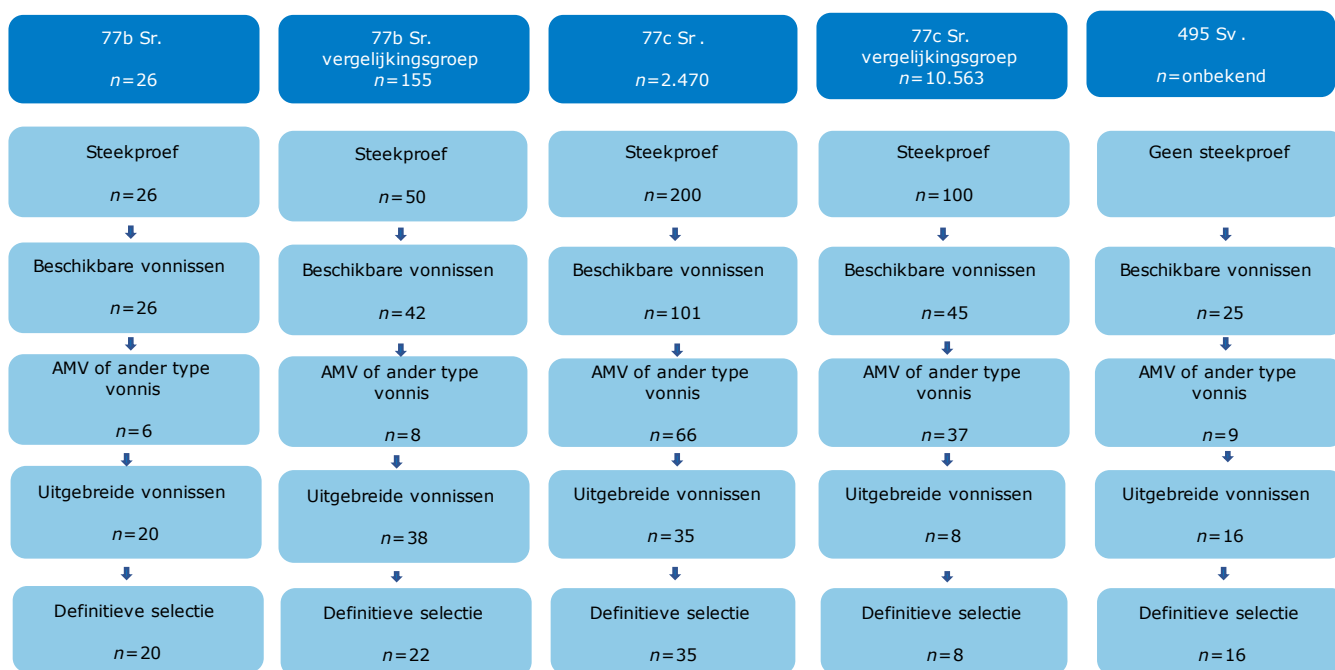 77b Sr.
n=26
Steekproef
n=26
Beschikbare vonnissen
n=26
AMV of ander type
vonnis
n=6
Uitgebreide vonnissen
n=20
Definitieve selectie
n=20
77b Sr.
vergelijkingsgroep
n=155
Steekproef
n=50
Beschikbare vonnissen
n=42
AMV of ander type
vonnis
n=8
Uitgebreide vonnissen
n=38
Definitieve selectie
n=22
77c Sr.
n=2.470
Steekproef
n=200
Beschikbare vonnissen
n=101
AMV of ander type
vonnis
n=66
Uitgebreide vonnissen
n=35
Definitieve selectie
n=35
77c Sr.
vergelijkingsgroep
n=10.563
Steekproef
n=100
Beschikbare vonnissen
n=45
AMV of ander type
vonnis
n=37
Uitgebreide vonnissen
n=8
Definitieve selectie
n=8
495 Sv.
n=onbekend
Geen steekproef
Beschikbare vonnissen
n=25
AMV of ander type
vonnis
n=9
Uitgebreide vonnissen
n=16
Definitieve selectie
n=16